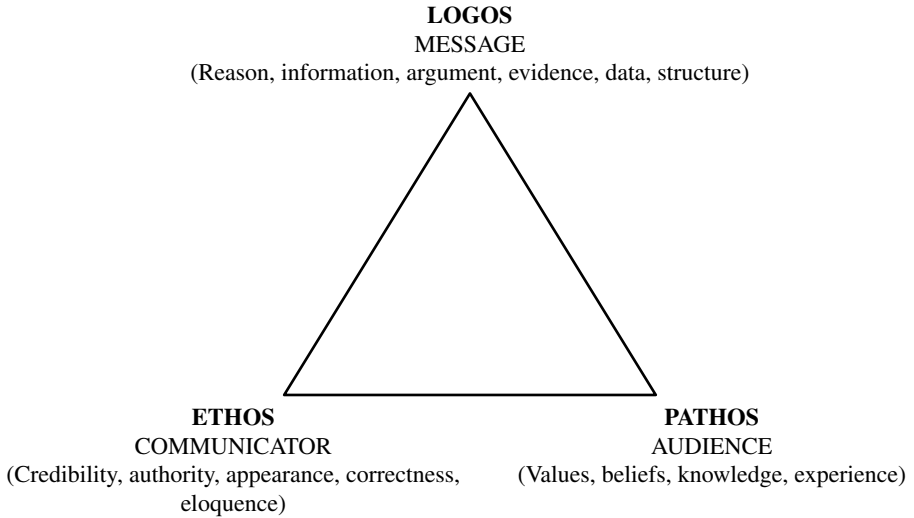 LOGOS
MESSAGE
(Reason, information, argument, evidence, data, structure)
ETHOS
COMMUNICATOR
(Credibility, authority, appearance, correctness,
eloquence)
PATHOS
AUDIENCE
(Values, beliefs, knowledge, experience)